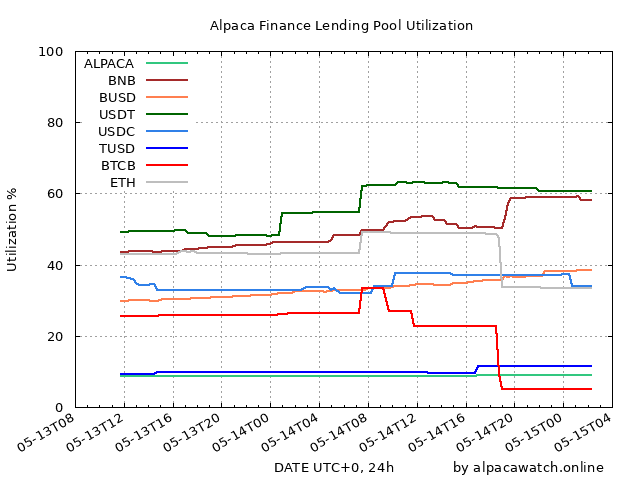 Alpaca Finance Lending Pool Utilization
Utilization %
100
80
60
40
20
0
ALPACA
BNB
BUSD
USDT
USDC
TUSD
BTCB
ETH
05-13T08
05-13T12
05-13T16
05-13T20
05-14T00
05-14T04
05-14T08
05-14T12
05-14T16
05-14T20
05-15T00
05-15T04
DATE UTC+0, 24h
by alpacawatch.online